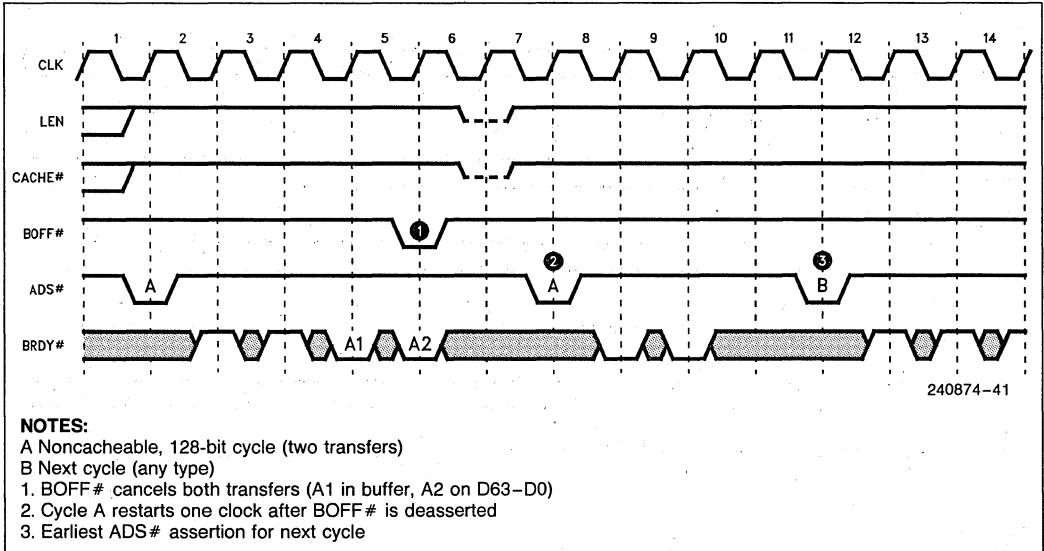 1 2 3 4 5 6 7 8 9 10 11 12 13 14
CLK
LEN
CACHE#
BOFF# 1
2 3
ADS# A A B
BRDY# A1 A2
240874-41
NOTES:
A Noncacheable, 128-bit cycle (two transfers)
B Next cycle (any type)
1. BOFF# cancels both transfers (A1 in buffer, A2 on D63–D0)
2. Cycle A restarts one clock after BOFF# is deasserted
3. Earliest ADS# assertion for next cycle